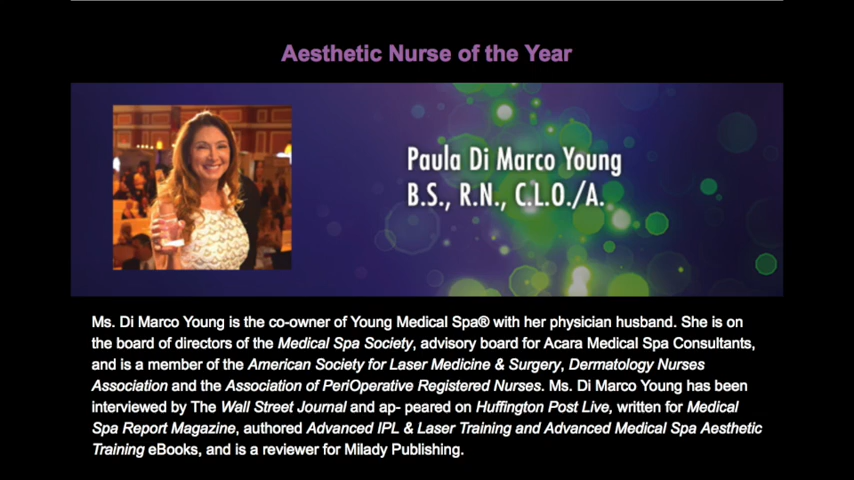 Aesthetic Nurse of the Year
Paula Di Marco Young
B.S., R.N., C.L.O./A.
Ms. Di Marco Young is the co-owner of Young Medical Spa® with her physician husband. She is on
the board of directors of the Medical Spa Society, advisory board for Acara Medical Spa Consultants,
and is a member of the American Society for Laser Medicine & Surgery, Dermatology Nurses
Association and the Association of PeriOperative Registered Nurses. Ms. Di Marco Young has been
interviewed by The Wall Street Journal and ap- peared on Huffington Post Live, written for Medical
Spa Report Magazine, authored Advanced IPL & Laser Training and Advanced Medical Spa Aesthetic
Training eBooks, and is a reviewer for Milady Publishing.